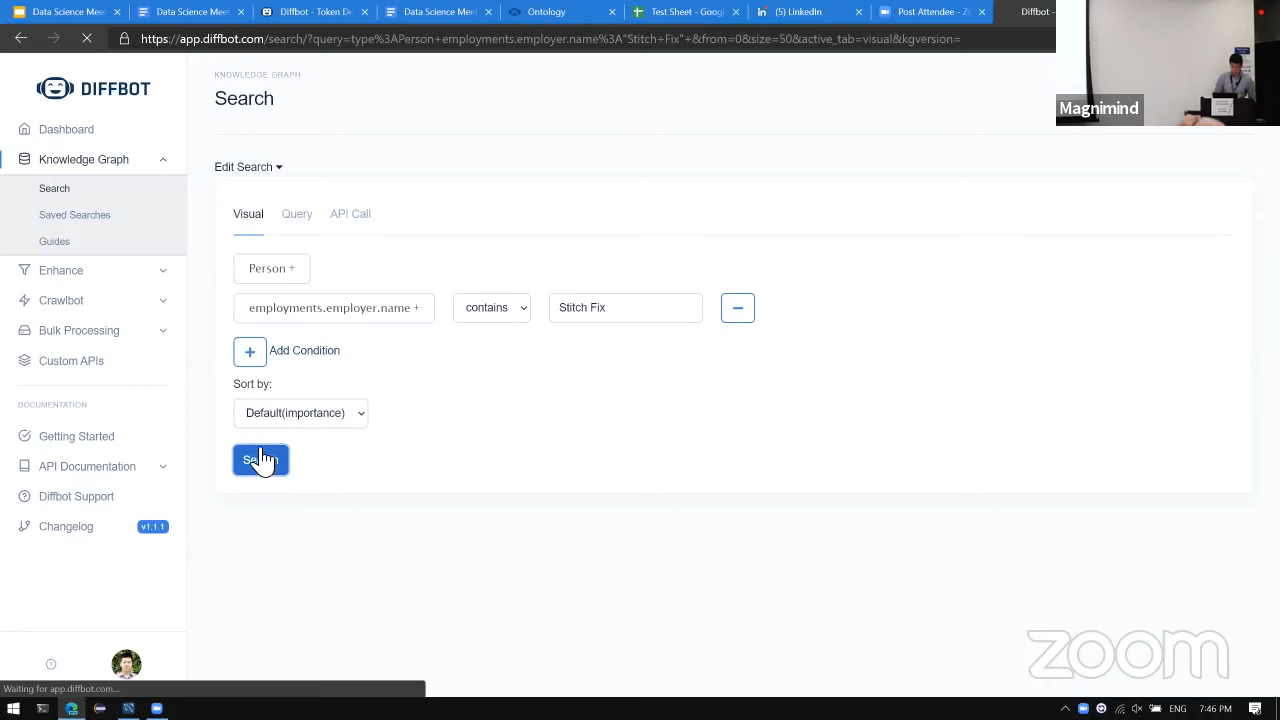 Data Science Meet
Data Science Meet
Diffbot - Token De
Data Science Meet
Ontology
Test Sheet - Googl
(5) LinkedIn
Post Attendee - Z
Diffbot -
https://app.diffbot.com/search/?query=type%3APerson+employments.employer.name%3A"Stitch+Fix"+&from=0&size=50&active_tab=visual&kgversion=
Magnimind
DIFFBOT
Dashboard
Knowledge Graph
Search
Saved Searches
Guides
Enhance
Crawlbot
Bulk Processing
Custom APIs
DOCUMENTATION
Getting Started
API Documentation
Diffbot Support
Changelog v1.1.1
KNOWLEDGE GRAPH
Search
Edit Search
Visual Query API Call
Person +
employments.employer.name + contains Stitch Fix
Add Condition
Sort by:
Default(importance)
zoom
Waiting for app.diffbot.com...
ENG 7:46 PM